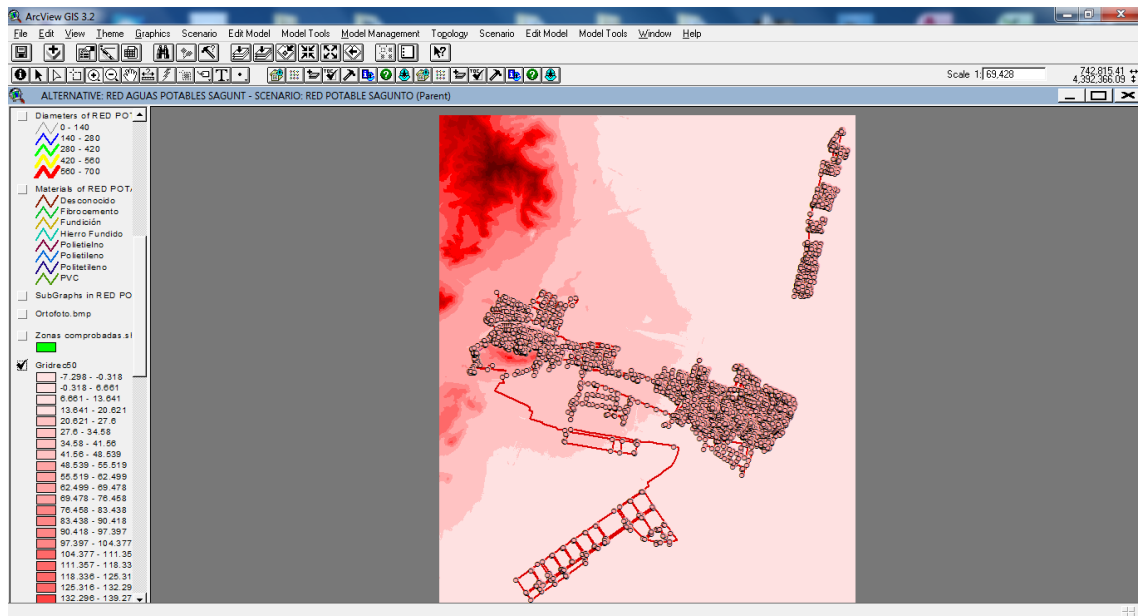 ArcView GIS 3.2
File Edit View Theme Graphics Scenario Edit Model Model Tools Model Management Topology Scenario Edit Model Model Tools Window Help
Scale 1: 69,428
742,815.41
4,392,366.09
ALTERNATIVE: RED AGUAS POTABLES SAGUNT - SCENARIO: RED POTABLE SAGUNTO (Parent)
Diameters of RED PO
0 - 140
140 - 280
280 - 420
420 - 560
560 - 700
Materials of RED POT
Desconocido
Fibrocemento
Fundición
Hierro Fundido
Polietielno
Polietileno
Politetileno
PVC
SubGraphs in RED PO
Ortofoto.bmp
Zonas comprobadas.sl
Gridrec50
-7.298 - -0.318
-0.318 - 6.661
6.661 - 13.641
13.641 - 20.621
20.621 - 27.6
27.6 - 34.58
34.58 - 41.56
41.56 - 48.539
48.539 - 55.519
55.519 - 62.499
62.499 - 69.478
69.478 - 76.458
76.458 - 83.438
83.438 - 90.418
90.418 - 97.397
97.397 - 104.377
104.377 - 111.35
111.357 - 118.33
118.336 - 125.31
125.316 - 132.29
132.296 - 139.27